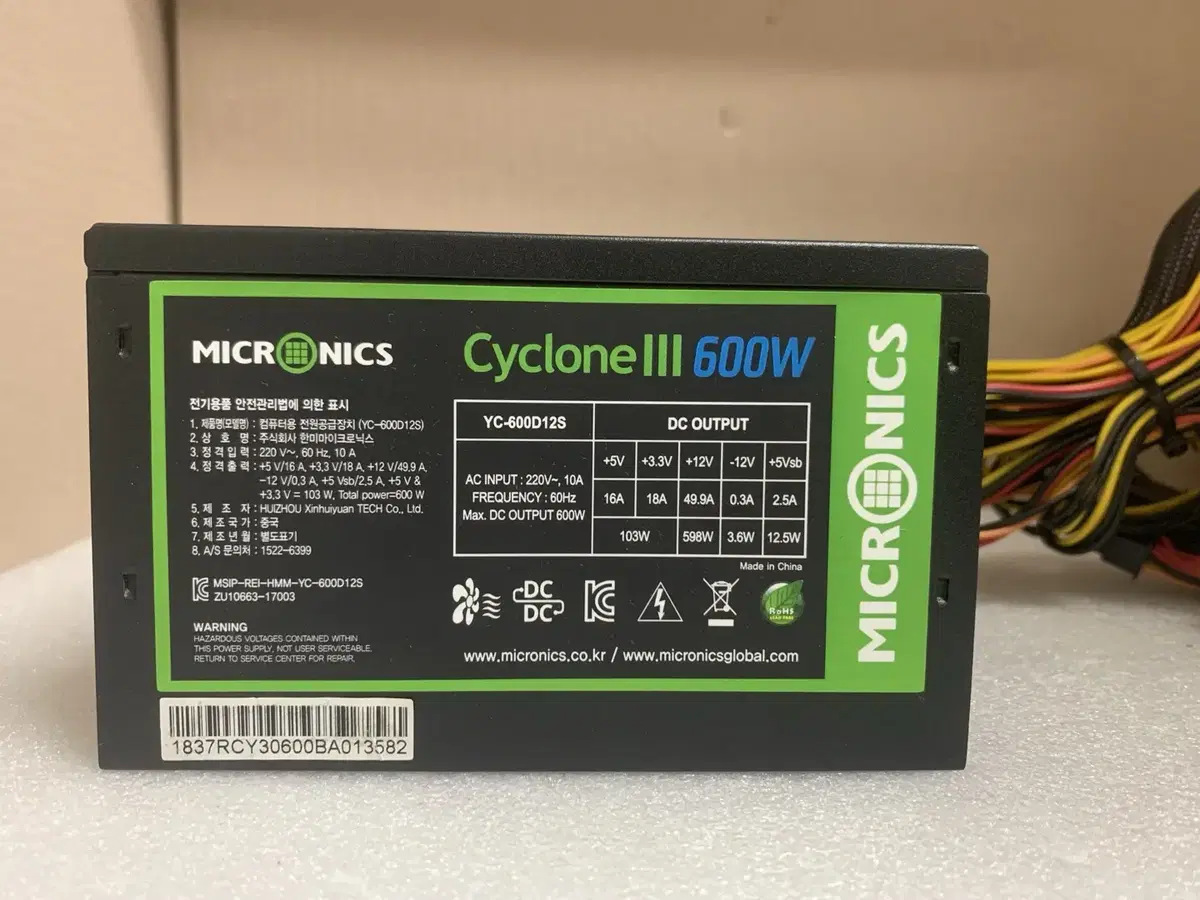 MICRONICS
Cyclone III 600W
전기용품 안전관리법에 의한 표시
1. 제품명(모델명) : 컴퓨터용 전원공급장치 (YC-600D12S)
2. 상 호 명 : 주식회사 한미마이크로닉스
3. 정 격 입 력 : 220 V~, 60 Hz, 10 A
4. 정 격 출 력 : +5 V/16 A, +3,3 V/18 A, +12 V/49,9 A,
-12 V/0,3 A, +5 Vsb/2,5 A, +5 V &
+3,3 V = 103 W, Total power=600 W
5. 제 조 자 : HUIZHOU Xinhuiyuan TECH Co., Ltd.
6. 제 조 국 가 : 중국
7. 제 조 년 월 : 별도표기
8. A/S 문의처 : 1522-6399
MSIP-REI-HMM-YC-600D12S
ZU10663-17003
WARNING
HAZARDOUS VOLTAGES CONTAINED WITHIN
THIS POWER SUPPLY, NOT USER SERVICEABLE.
RETURN TO SERVICE CENTER FOR REPAIR.
YC-600D12S DC OUTPUT
AC INPUT : 220V~, 10A
FREQUENCY : 60Hz
Max. DC OUTPUT 600W
+5V +3.3V +12V -12V +5Vsb
16A 18A 49.9A 0.3A 2.5A
103W 598W 3.6W 12.5W
Made in China
DC
DC
RoHS
LEAD FREE
www.micronics.co.kr / www.micronicsglobal.com
MICRONICS
1837RCY30600BA013582